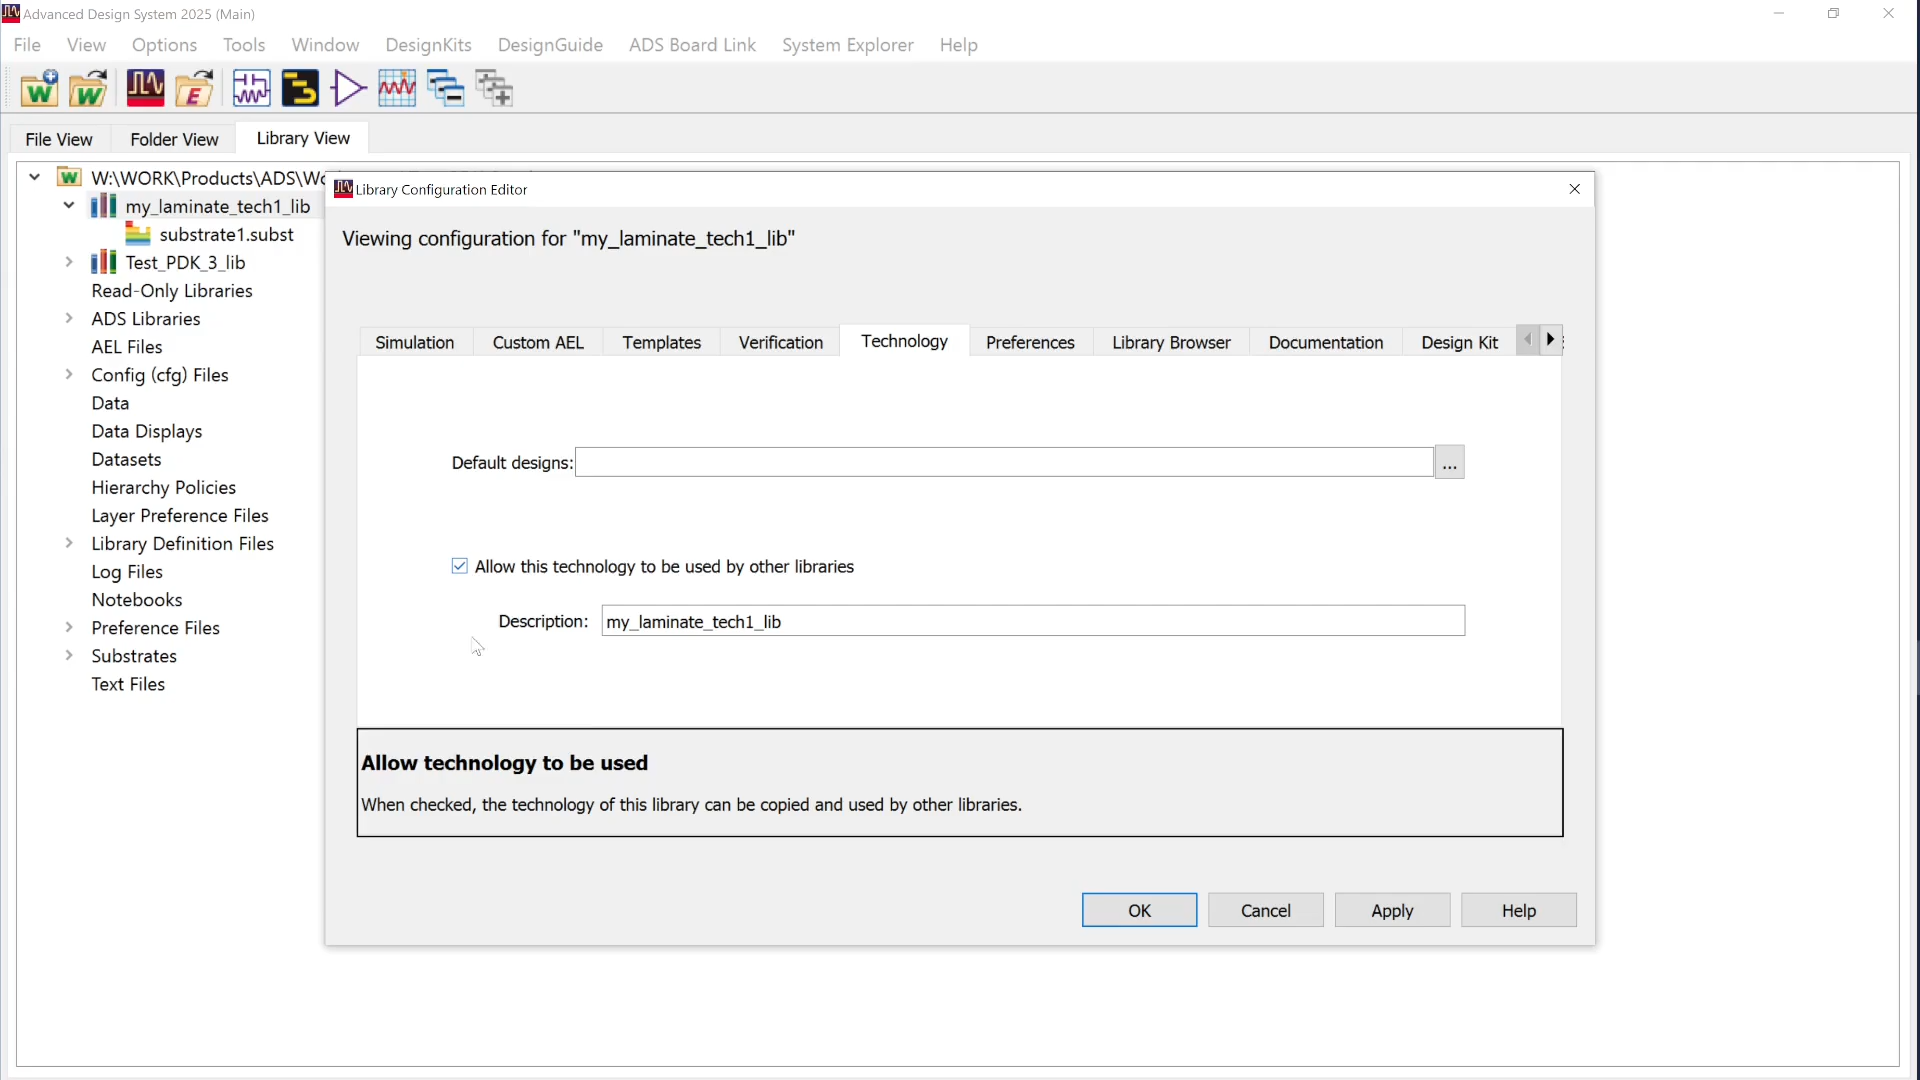 Advanced Design System 2025 (Main)
File View Options Tools Window DesignKits DesignGuide ADS Board Link System Explorer Help
File View Folder View Library View
W:\WORK\Products\ADS\Wo
my_laminate_tech1_lib
substrate1.subst
Test_PDK_3_lib
Read-Only Libraries
ADS Libraries
AEL Files
Config (cfg) Files
Data
Data Displays
Datasets
Hierarchy Policies
Layer Preference Files
Library Definition Files
Log Files
Notebooks
Preference Files
Substrates
Text Files
Library Configuration Editor
Viewing configuration for "my_laminate_tech1_lib"
Simulation Custom AEL Templates Verification Technology Preferences Library Browser Documentation Design Kit
Default designs: ...
Allow this technology to be used by other libraries
Description: my_laminate_tech1_lib
Allow technology to be used
When checked, the technology of this library can be copied and used by other libraries.
OK Cancel Apply Help